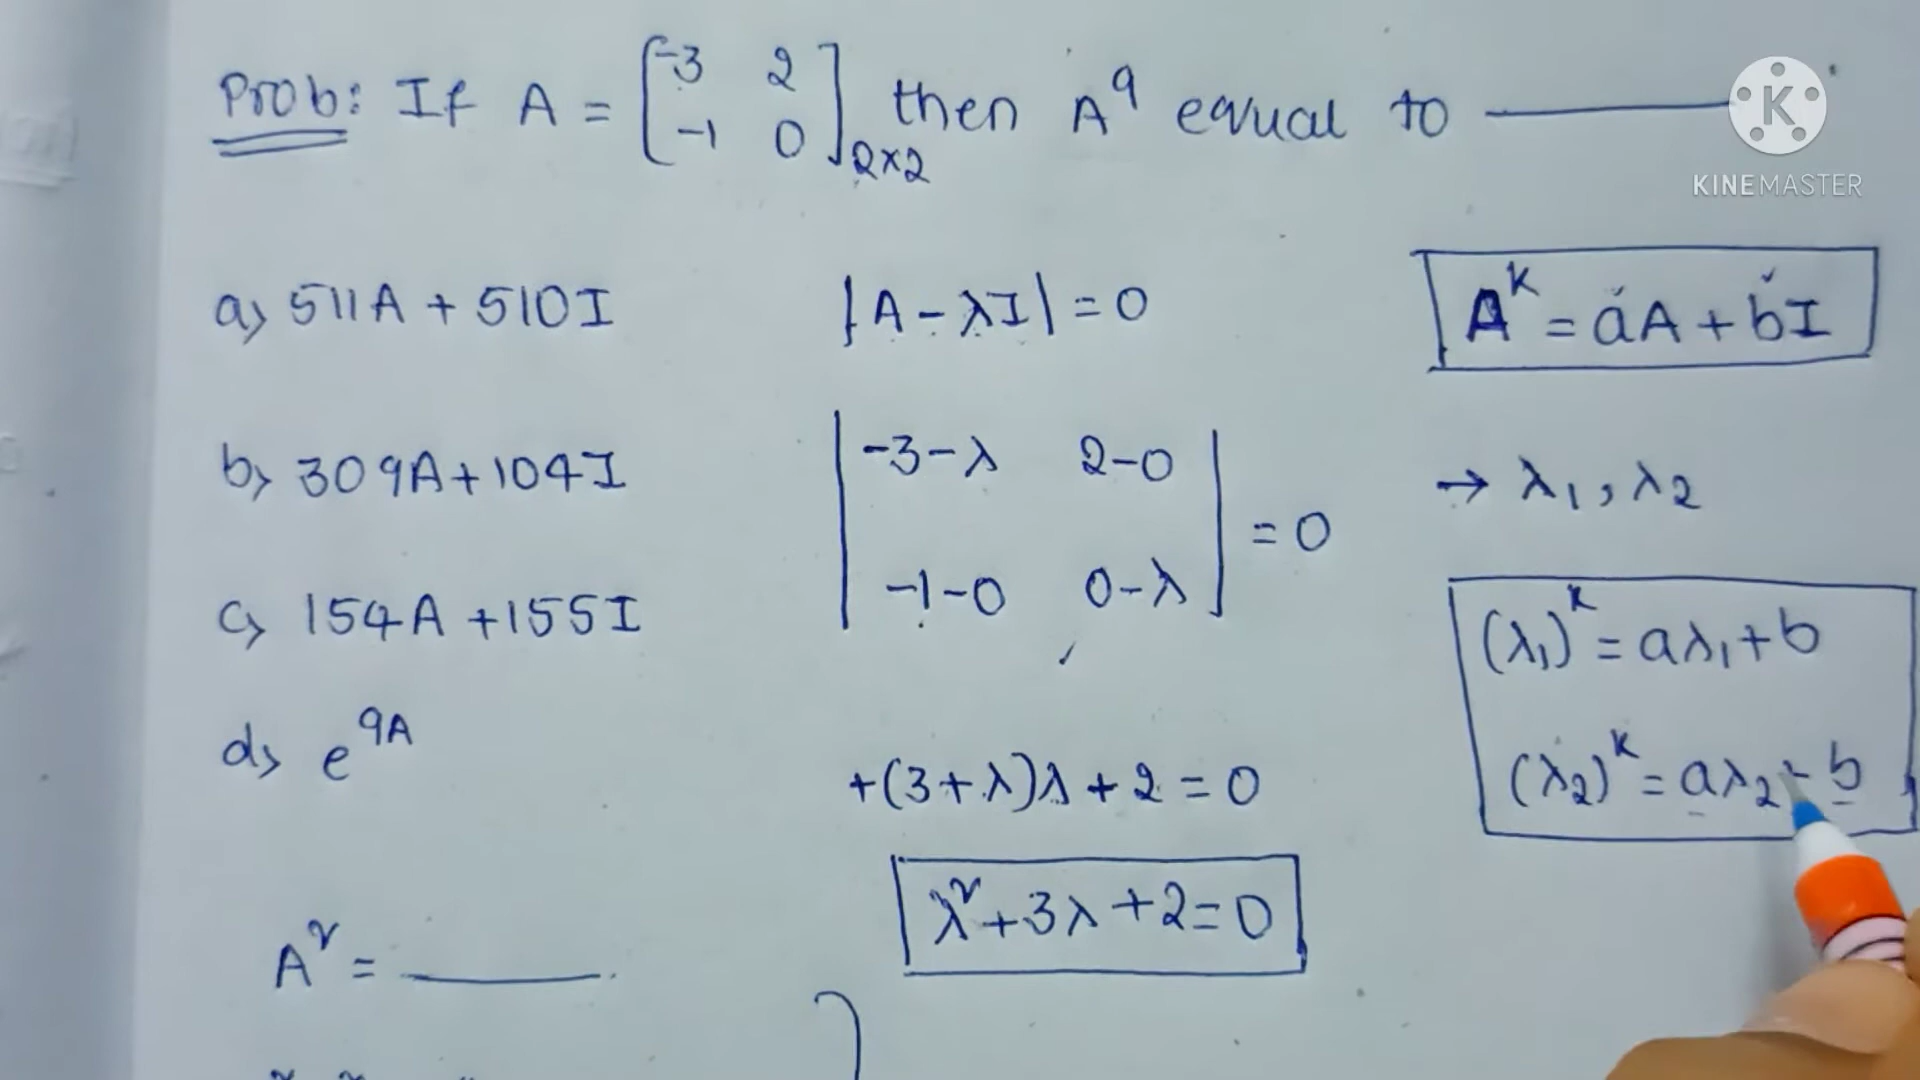 Prob: If A = [-3 2
-1 0]2×2 then A^9 equal to ———
KINEMASTER
a) 511A + 510I
|A - λI| = 0
A^K = aA + bI
b) 309A + 104I
|-3-λ 2-0
-1-0 0-λ| = 0
→ λ1, λ2
c) 154A + 155I
(λ1)^K = aλ1 + b
d) e^9A
+(3+λ)λ + 2 = 0
(λ2)^K = aλ2 + b
λ² + 3λ + 2 = 0
A² = ———